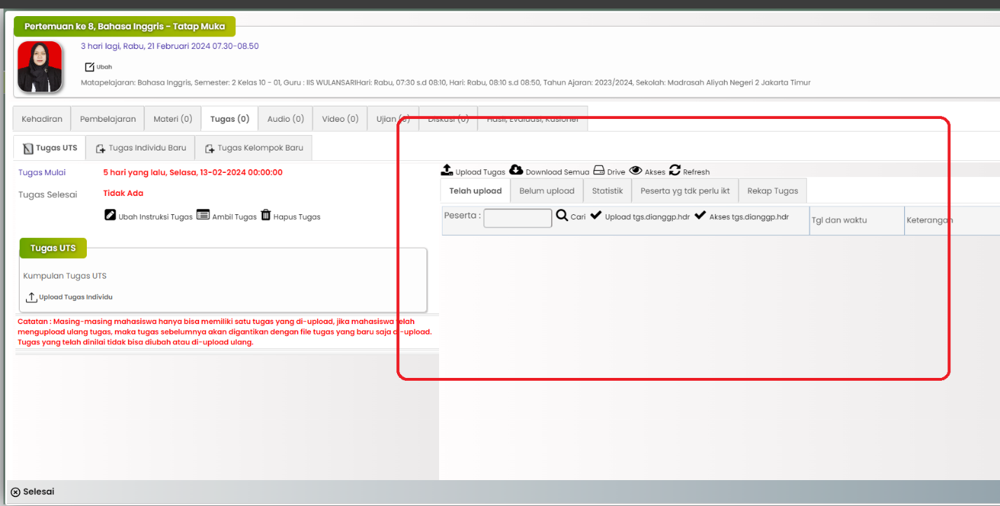 Pertemuan ke 8, Bahasa Inggris - Tatap Muka
3 hari lagi, Rabu, 21 Februari 2024 07.30-08.50
Ubah
Matapelajaran: Bahasa Inggris, Semester: 2 Kelas 10 - 01, Guru : IIS WULANSARIHari: Rabu, 07:30 s.d 08:10, Hari: Rabu, 08:10 s.d 08:50, Tahun Ajaran: 2023/2024, Sekolah: Madrasah Aliyah Negeri 2 Jakarta Timur
Kehadiran Pembelajaran Materi (0) Tugas (0) Audio (0) Video (0) Ujian (0) Diskusi (0) Hasil, Evaluasi, Kusioner
Tugas UTS Tugas Individu Baru Tugas Kelompok Baru
Tugas Mulai 5 hari yang lalu, Selasa, 13-02-2024 00:00:00
Tugas Selesai Tidak Ada
Ubah Instruksi Tugas Ambil Tugas Hapus Tugas
Tugas UTS
Kumpulan Tugas UTS
Upload Tugas Individu
Catatan : Masing-masing mahasiswa hanya bisa memiliki satu tugas yang di-upload, jika mahasiswa telah
mengupload ulang tugas, maka tugas sebelumnya akan digantikan dengan file tugas yang baru saja di-upload.
Tugas yang telah dinilai tidak bisa diubah atau di-upload ulang.
Upload Tugas Download Semua Drive Akses Refresh
Telah upload Belum upload Statistik Peserta yg tdk perlu ikt Rekap Tugas
Peserta : Cari Upload tgs.dianggp.hdr Akses tgs.dianggp.hdr Tgl dan waktu Keterangan
Selesai